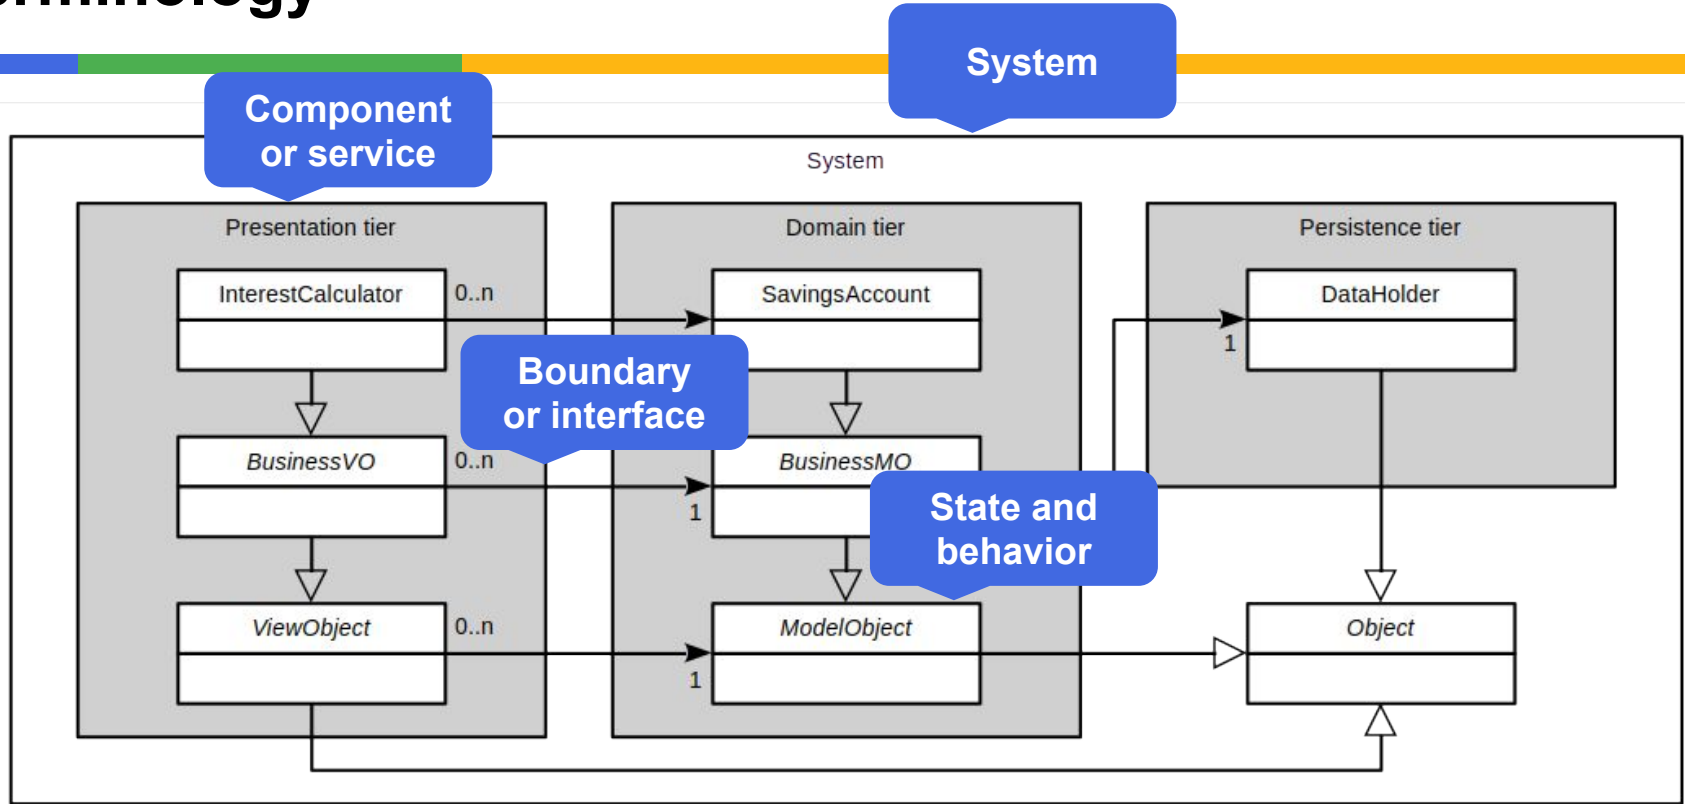 System
Component
or service
System
Presentation tier
Domain tier
Persistence tier
InterestCalculator
0..n
SavingsAccount
DataHolder
1
Boundary
or interface
BusinessVO
0..n
BusinessMO
1
State and
behavior
ViewObject
0..n
ModelObject
Object
1